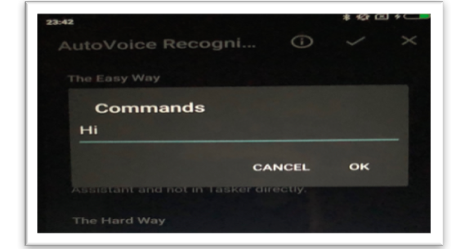 23:42
AutoVoice Recogni...
The Easy Way
Commands
Hi
CANCEL OK
Assistant and not in Tasker directly.
The Hard Way